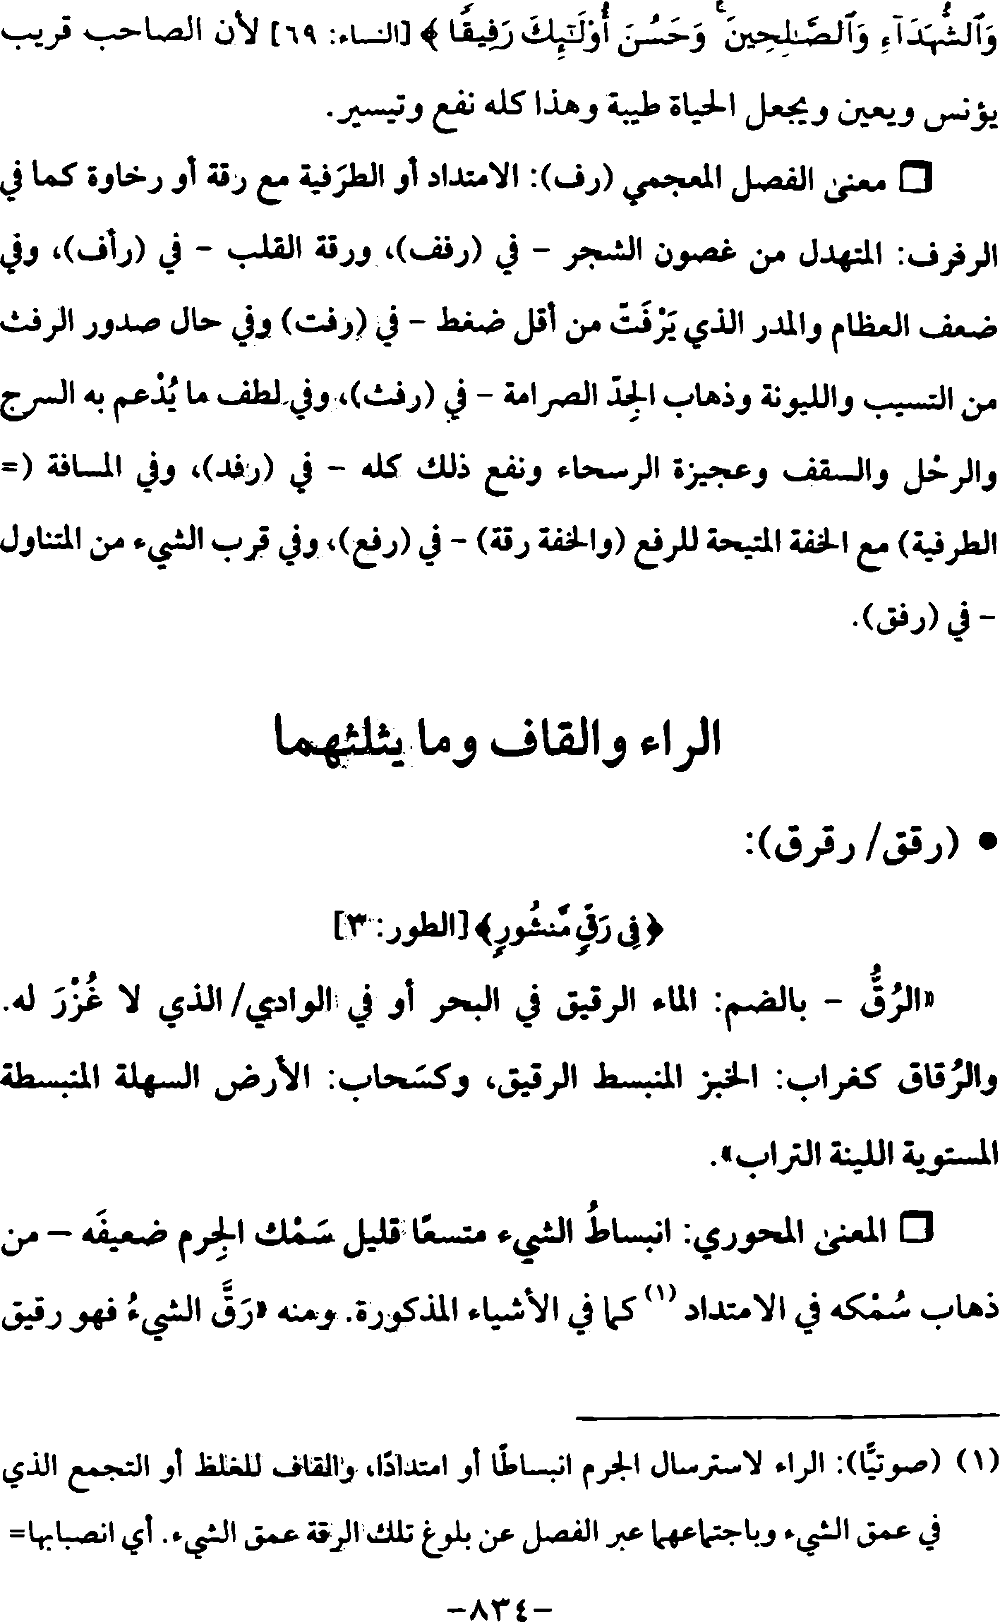 وَٱلشُّهَدَآءِ وَٱلصَّـٰلِحِينَ ۚ وَحَسُنَ أُوْلَـٰٓئِكَ رَفِيقًا ﴾ [النساء: ٦٩] لأن الصاحب قريب
يؤنس ويعين ويجعل الحياة طيبة وهذا كله نفع وتيسير.
❑ معنى الفصل المعجمي (رف): الامتداد أو الطرَفية مع رقة أو رخاوة كما في
الرفرف: المتهدل من غصون الشجر - في (رفف)، ورقة القلب - في (رأف)، وفي
ضعف العظام والمدر الذي يَرْفَتّ من أقل ضغط - في (رفت) وفي حال صدور الرفث
من التسيب والليونة وذهاب الجِدّ الصرامة - في (رفث)، وفي لطف ما يُدْعم به السرج
والرحْل والسقف وعجيزة الرسحاء ونفع ذلك كله - في (رفد)، وفي المسافة (=
الطرفية) مع الخفة المتيحة للرفع (والخفة رقة) - في (رفع)، وفي قرب الشيء من المتناول
- في (رفق).
الراء والقاف وما يثلثهما
• (رقق/ رقرق):
﴿فِى رَقٍّ مَّنشُورٍ﴾ [الطور: ٣]
«الرُقُّ - بالضم: الماء الرقيق في البحر أو في الوادي/ الذي لا غُزْرَ له.
والرُقاق كغراب: الخبز المنبسط الرقيق، وكسَحاب: الأرض السهلة المنبسطة
المستوية اللينة التراب».
❑ المعنى المحوري: انبساطُ الشيء متسعًا قليل سَمْك الجِرم ضعيفَه – من
ذهاب سُمْكه في الامتداد (١) كما في الأشياء المذكورة. ومنه «رَقَّ الشيءُ فهو رقيق
(١) (صوتيًّا): الراء لاسترسال الجرم انبساطًا أو امتدادًا، والقاف للغلظ أو التجمع الذي
في عمق الشيء وباجتماعهما عبر الفصل عن بلوغ تلك الرقة عمق الشيء. أي انصبابها=
-٨٣٤-